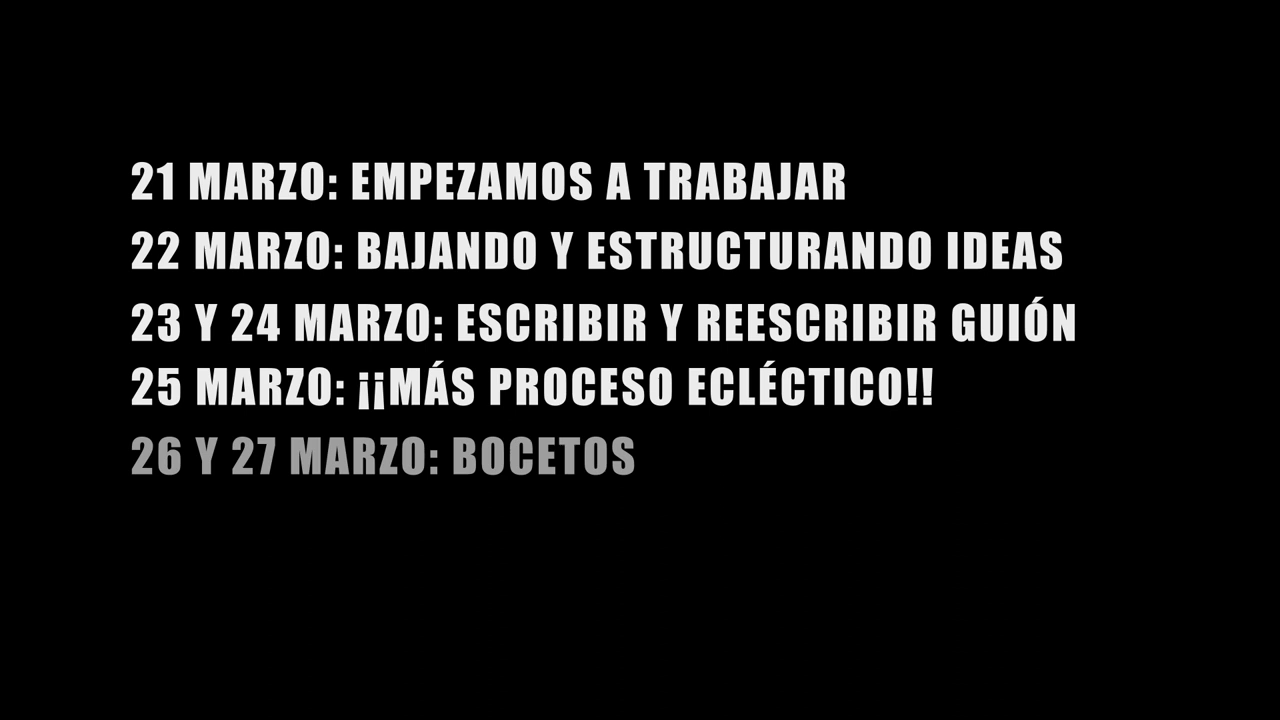 21 MARZO: EMPEZAMOS A TRABAJAR
22 MARZO: BAJANDO Y ESTRUCTURANDO IDEAS
23 Y 24 MARZO: ESCRIBIR Y REESCRIBIR GUIÓN
25 MARZO: ¡¡MÁS PROCESO ECLÉCTICO!!
26 Y 27 MARZO: BOCETOS